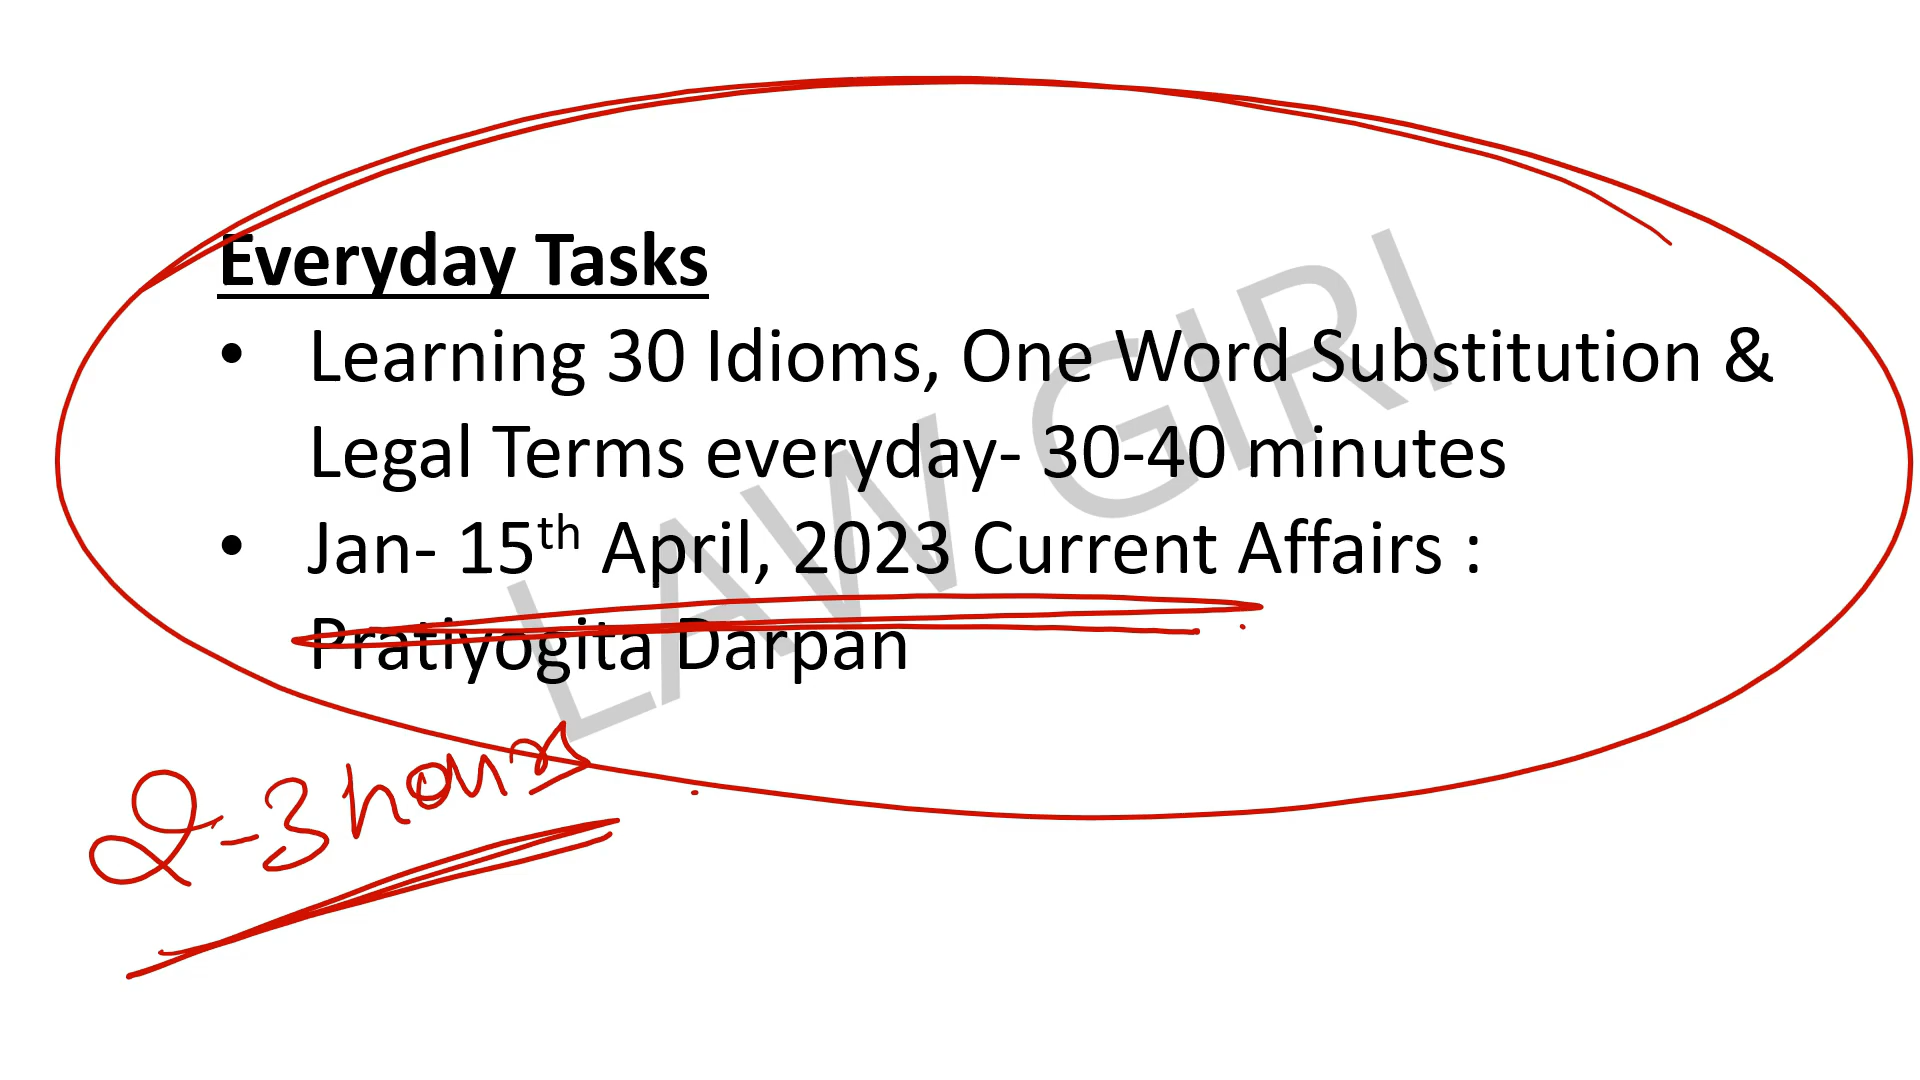 Everyday Tasks
• Learning 30 Idioms, One Word Substitution &
Legal Terms everyday- 30-40 minutes
• Jan- 15th April, 2023 Current Affairs :
Pratiyogita Darpan
LAW GIRI
2-3 hours